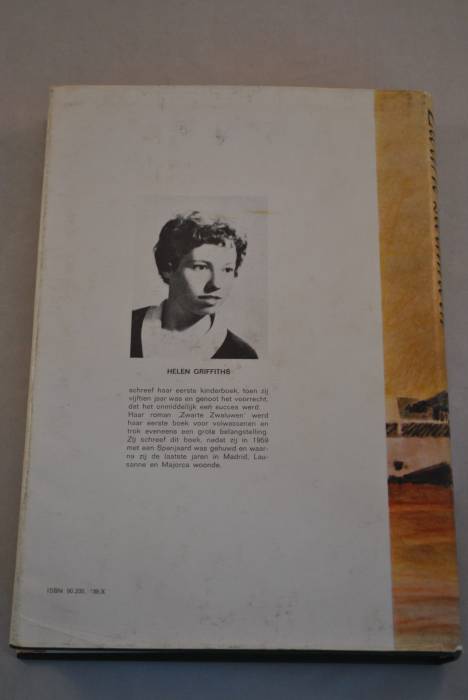 HELEN GRIFFITHS
schreef haar eerste kinderboek, toen zij
vijftien jaar was en genoot het voorrecht,
dat het onmiddelijk een succes werd.
Haar roman ‚Zwarte Zwaluwen' werd
haar eerste boek voor volwassenen en
trok eveneens een grote belangstelling.
Zij schreef dit boek, nadat zij in 1959
met een Spanjaard was gehuwd en waar-
na zij de laatste jaren in Madrid, Lau-
sanne en Majorca woonde.